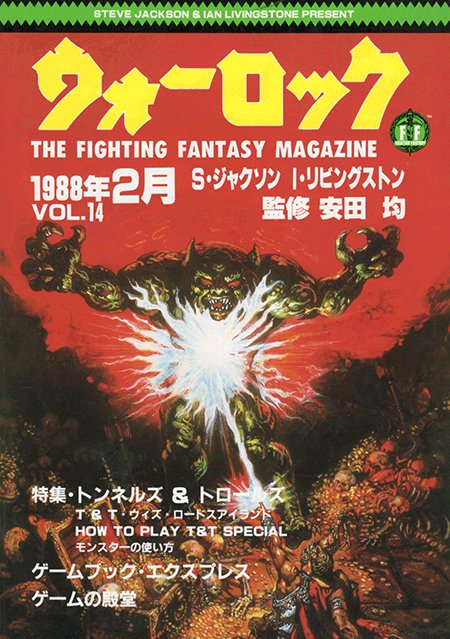 STEVE JACKSON & IAN LIVINGSTONE PRESENT
ウォーロック
THE FIGHTING FANTASY MAGAZINE
FF
FIGHTING FANTASY
TM
1988年2月
VOL.14
S・ジャクソン I・リビングストン
監修 安田 均
特集・トンネルズ & トロールズ
T & T・ウィズ・ロードスアイランド
HOW TO PLAY T&T SPECIAL
モンスターの使い方
ゲームブック・エクスプレス
ゲームの殿堂